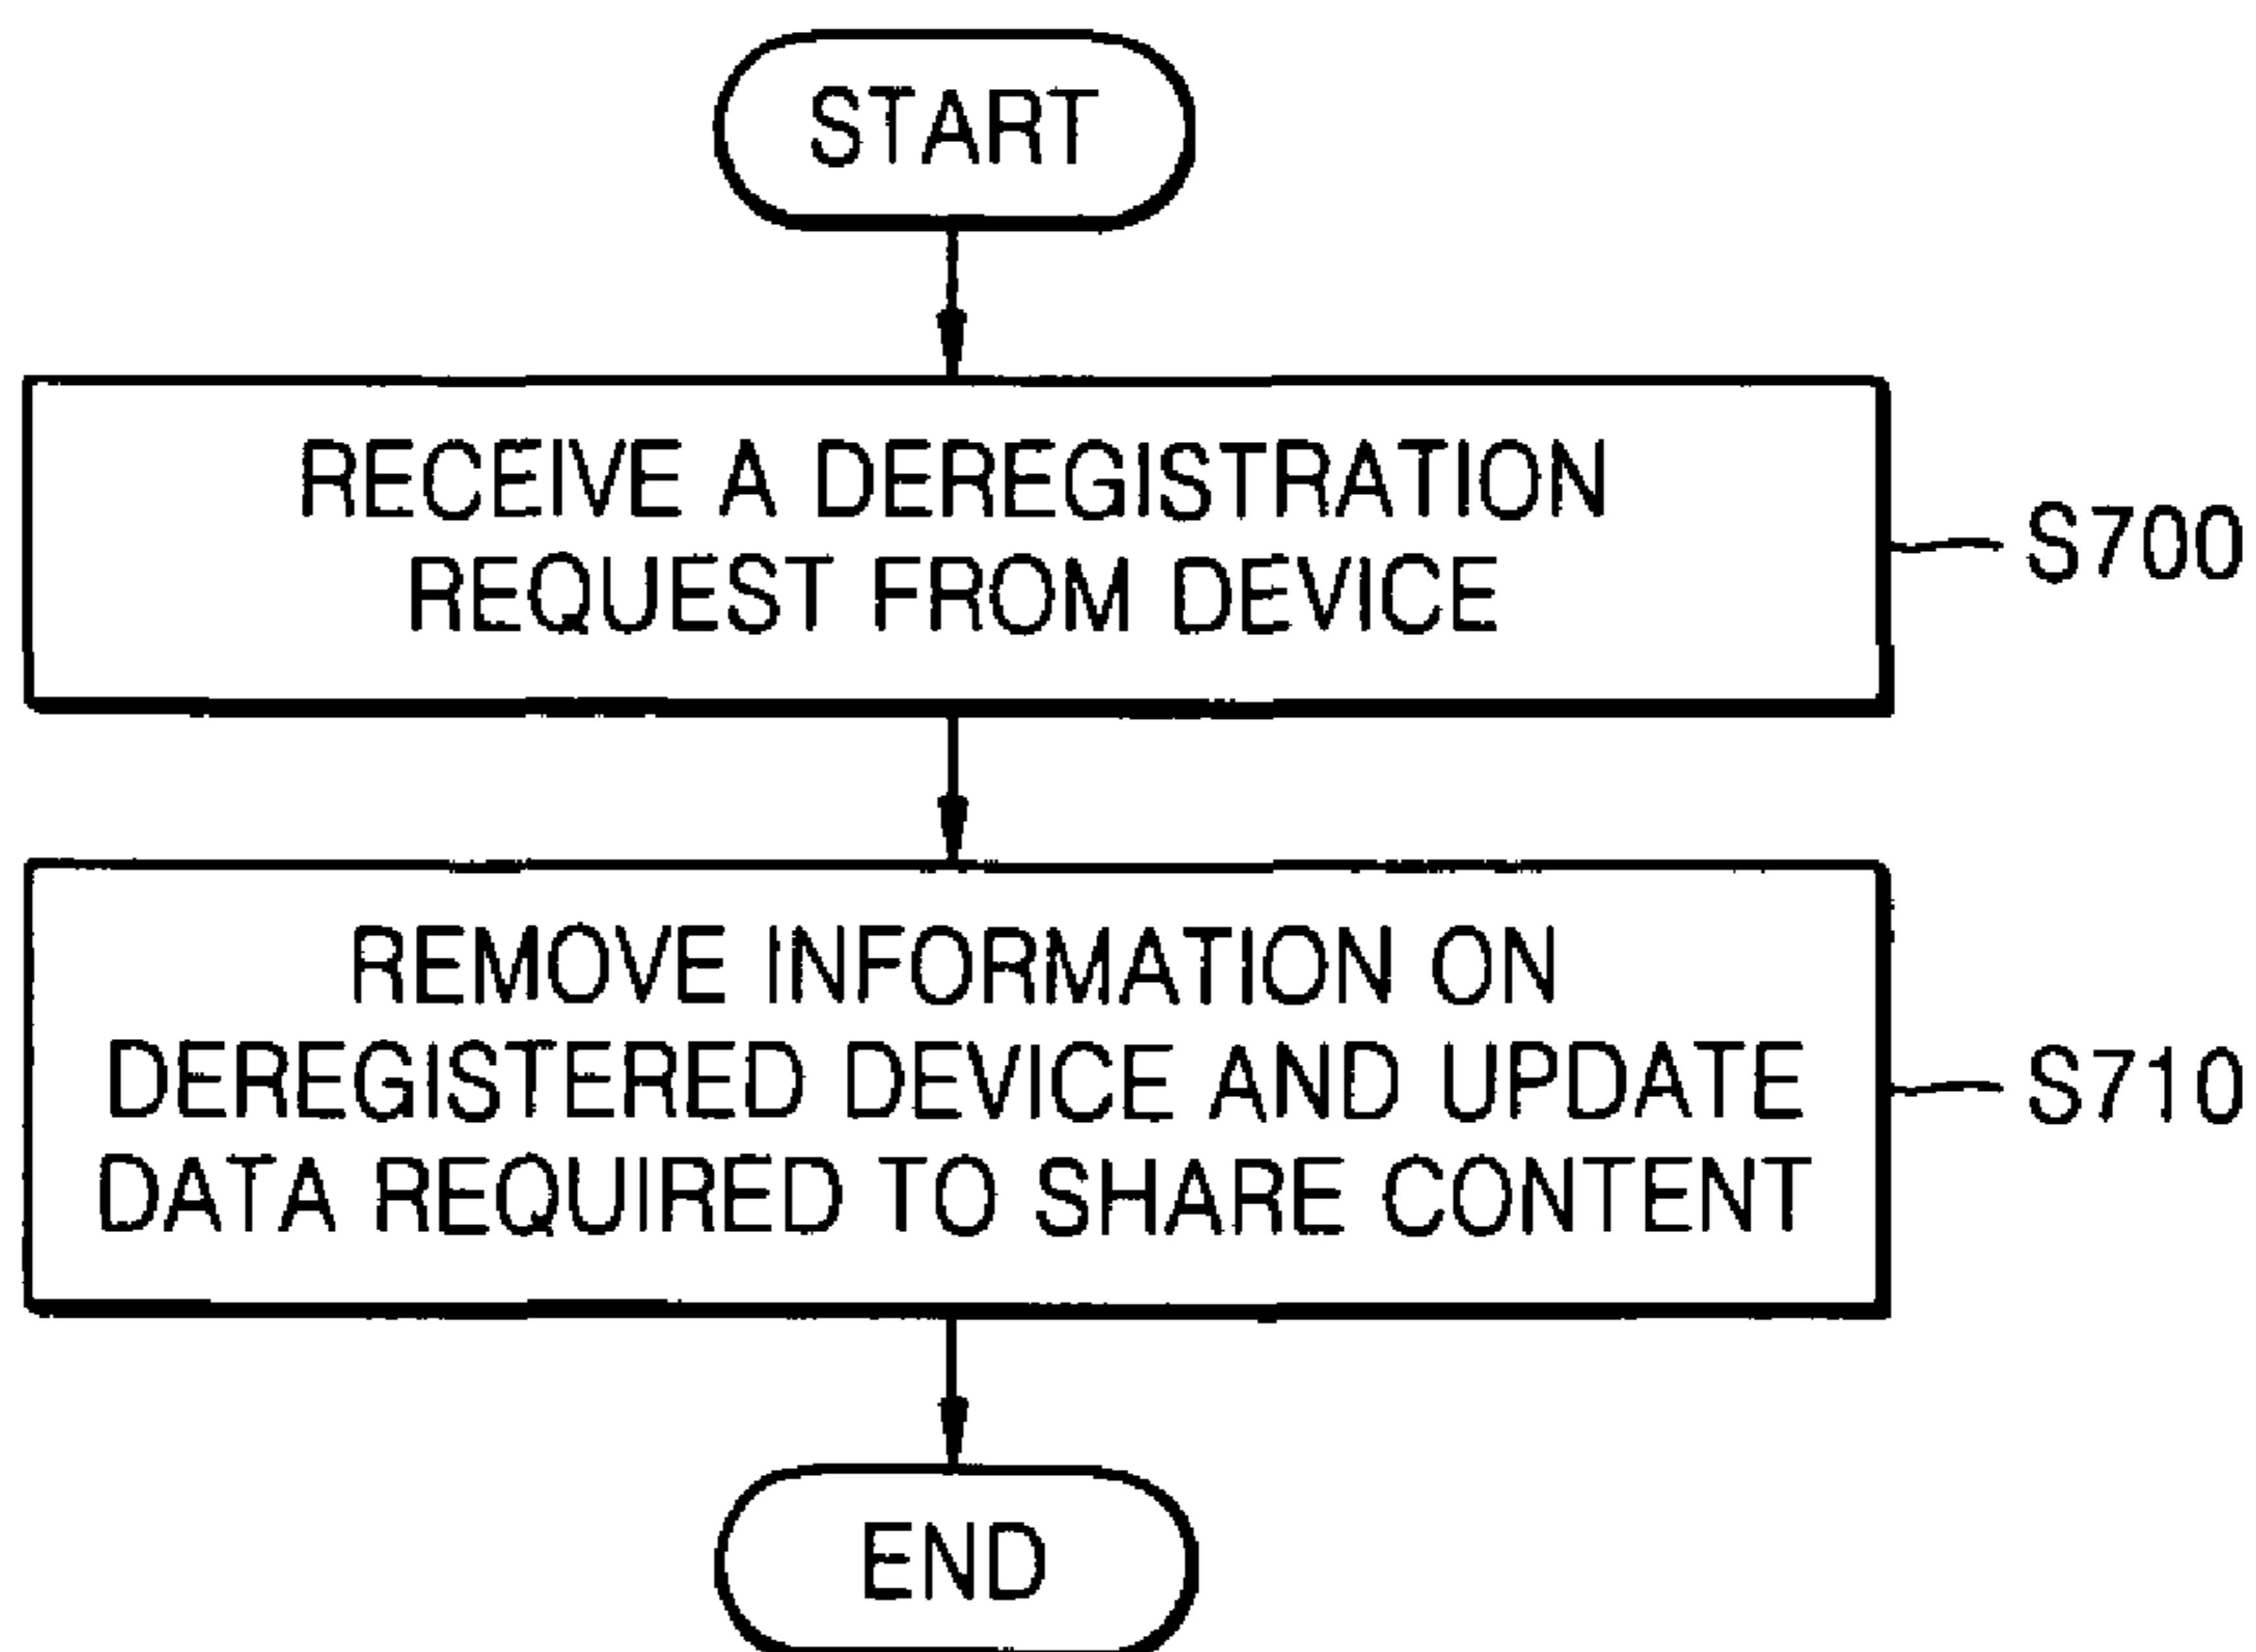 START
RECEIVE A DEREGISTRATION
REQUEST FROM DEVICE
S700
REMOVE INFORMATION ON
DEREGISTERED DEVICE AND UPDATE
DATA REQUIRED TO SHARE CONTENT
S710
END